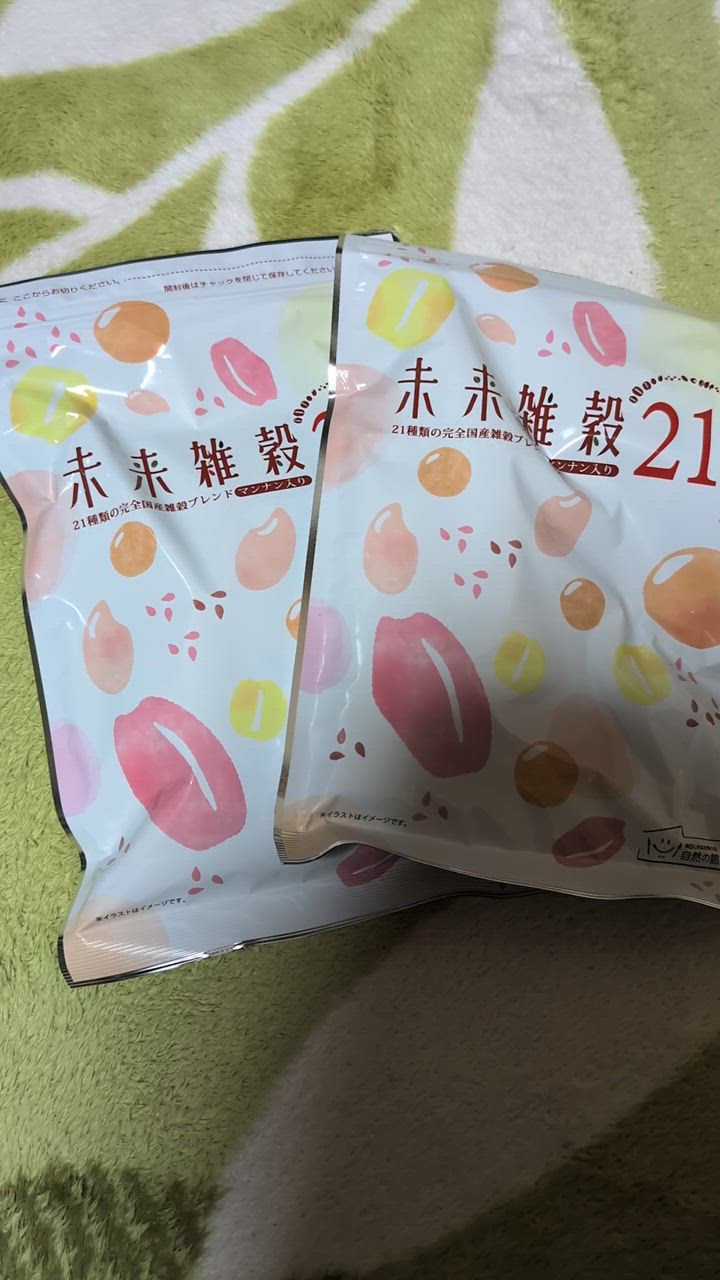 ここからお切りください。
開封後はチャックを閉じて保存してください
未来雑穀
21種類の完全国産雑穀ブレンド マンナン入り
※イラストはイメージです。
未来雑穀21
21種類の完全国産雑穀ブレ
マンナン入り
※イラストはイメージです。
自然の